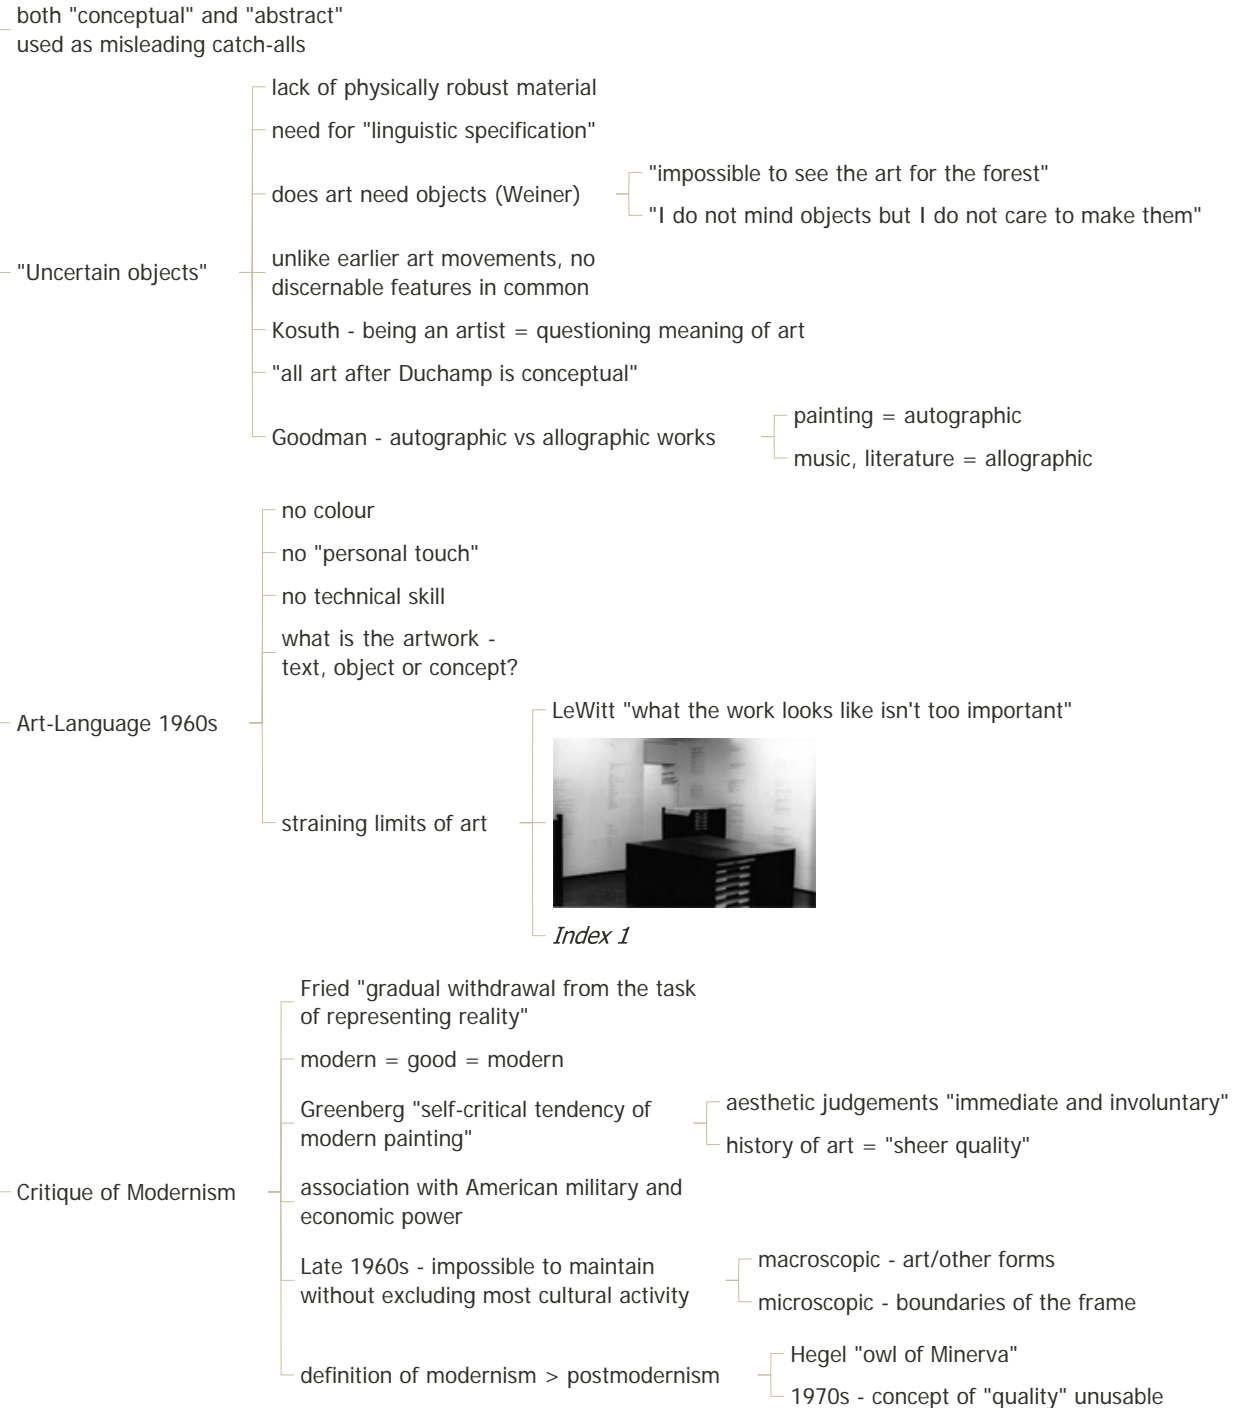 both "conceptual" and "abstract"
used as misleading catch-alls
"Uncertain objects"
lack of physically robust material
need for "linguistic specification"
does art need objects (Weiner)
"impossible to see the art for the forest"
"I do not mind objects but I do not care to make them"
unlike earlier art movements, no
discernable features in common
Kosuth - being an artist = questioning meaning of art
"all art after Duchamp is conceptual"
Goodman - autographic vs allographic works
painting = autographic
music, literature = allographic
Art-Language 1960s
no colour
no "personal touch"
no technical skill
what is the artwork -
text, object or concept?
straining limits of art
LeWitt "what the work looks like isn't too important"
Index 1
Critique of Modernism
Fried "gradual withdrawal from the task
of representing reality"
modern = good = modern
Greenberg "self-critical tendency of
modern painting"
aesthetic judgements "immediate and involuntary"
history of art = "sheer quality"
association with American military and
economic power
Late 1960s - impossible to maintain
without excluding most cultural activity
macroscopic - art/other forms
microscopic - boundaries of the frame
definition of modernism > postmodernism
Hegel "owl of Minerva"
1970s - concept of "quality" unusable